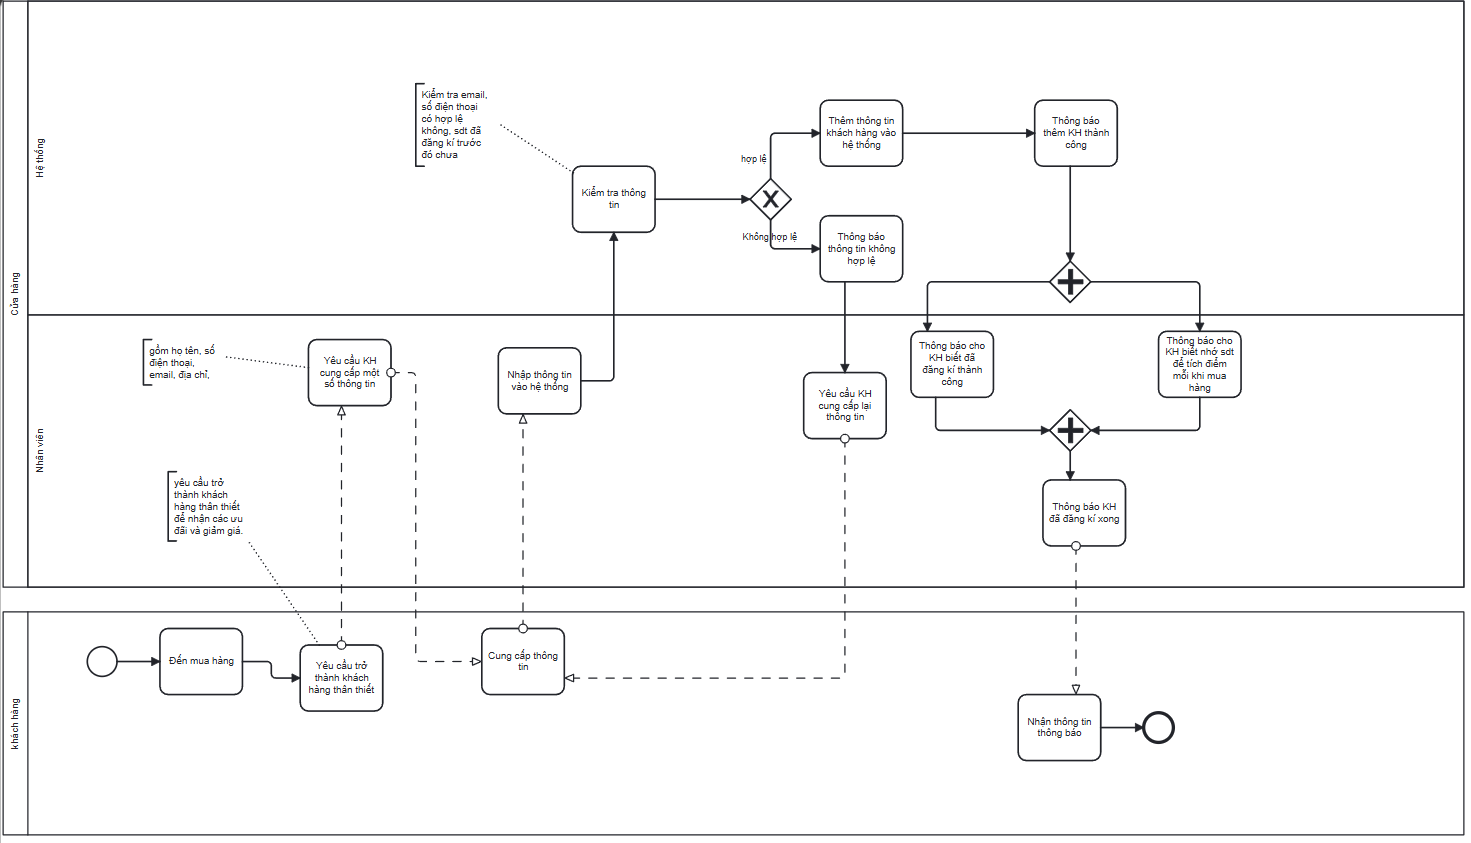 Cửa hàng
Hệ thống
Kiểm tra email,
số điện thoại
có hợp lệ
không, sdt đã
đăng kí trước
đó chưa
Kiểm tra thông
tin
hợp lệ
Không hợp lệ
Thêm thông tin
khách hàng vào
hệ thống
Thông báo
thêm KH thành
công
Thông báo
thông tin không
hợp lệ
Nhân viên
gồm họ tên, số
điện thoại,
email, địa chỉ,
Yêu cầu KH
cung cấp một
số thông tin
Nhập thông tin
vào hệ thống
Yêu cầu KH
cung cấp lại
thông tin
Thông báo cho
KH biết đã
đăng kí thành
công
Thông báo cho
KH biết nhớ sdt
để tích điểm
mỗi khi mua
hàng
yêu cầu trở
thành khách
hàng thân thiết
để nhận các ưu
đãi và giảm giá.
Thông báo KH
đã đăng kí xong
khách hàng
Đến mua hàng
Yêu cầu trở
thành khách
hàng thân thiết
Cung cấp thông
tin
Nhận thông tin
thông báo